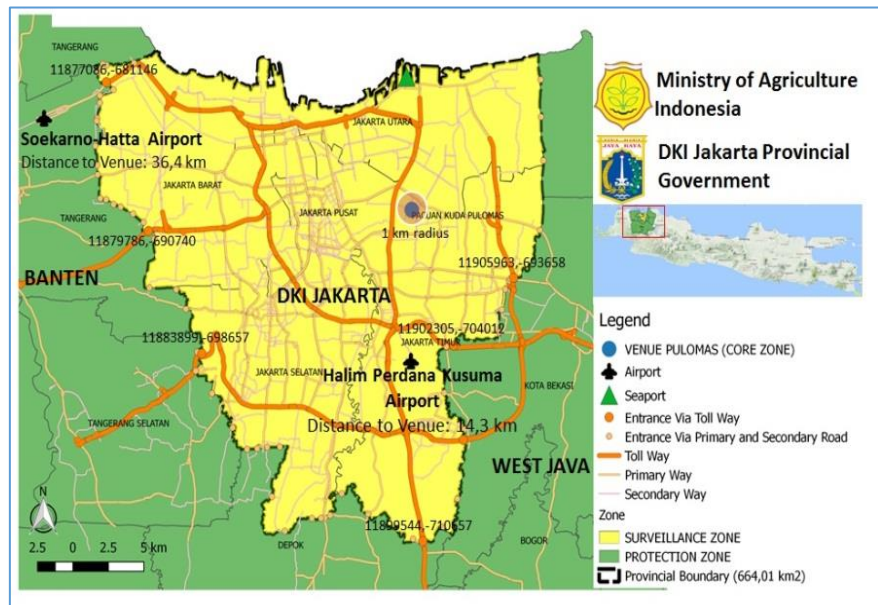 TANGERANG
11877086,-681146
Soekarno-Hatta Airport
Distance to Venue: 36,4 km
JAKARTA UTARA
JAKARTA BARAT
JAKARTA PUSAT
PACUAN KUDA PULOMAS
1 km radius
TANGERANG
11879786,-690740
BANTEN
11905963,-693658
DKI JAKARTA
11902305,-704012
11883899,-698657
JAKARTA TIMUR
JAKARTA SELATAN
Halim Perdana Kusuma
Airport
Distance to Venue: 14,3 km
KOTA BEKASI
TANGERANG SELATAN
WEST JAVA
N
DEPOK
11899544,-710657
BOGOR
2.5 0 2.5 5 km
Ministry of Agriculture
Indonesia
JAYA RAYA
DKI Jakarta Provincial
Government
Legend
VENUE PULOMAS (CORE ZONE)
Airport
Seaport
Entrance Via Toll Way
Entrance Via Primary and Secondary Road
Toll Way
Primary Way
Secondary Way
Zone
SURVEILLANCE ZONE
PROTECTION ZONE
Provincial Boundary (664,01 km2)